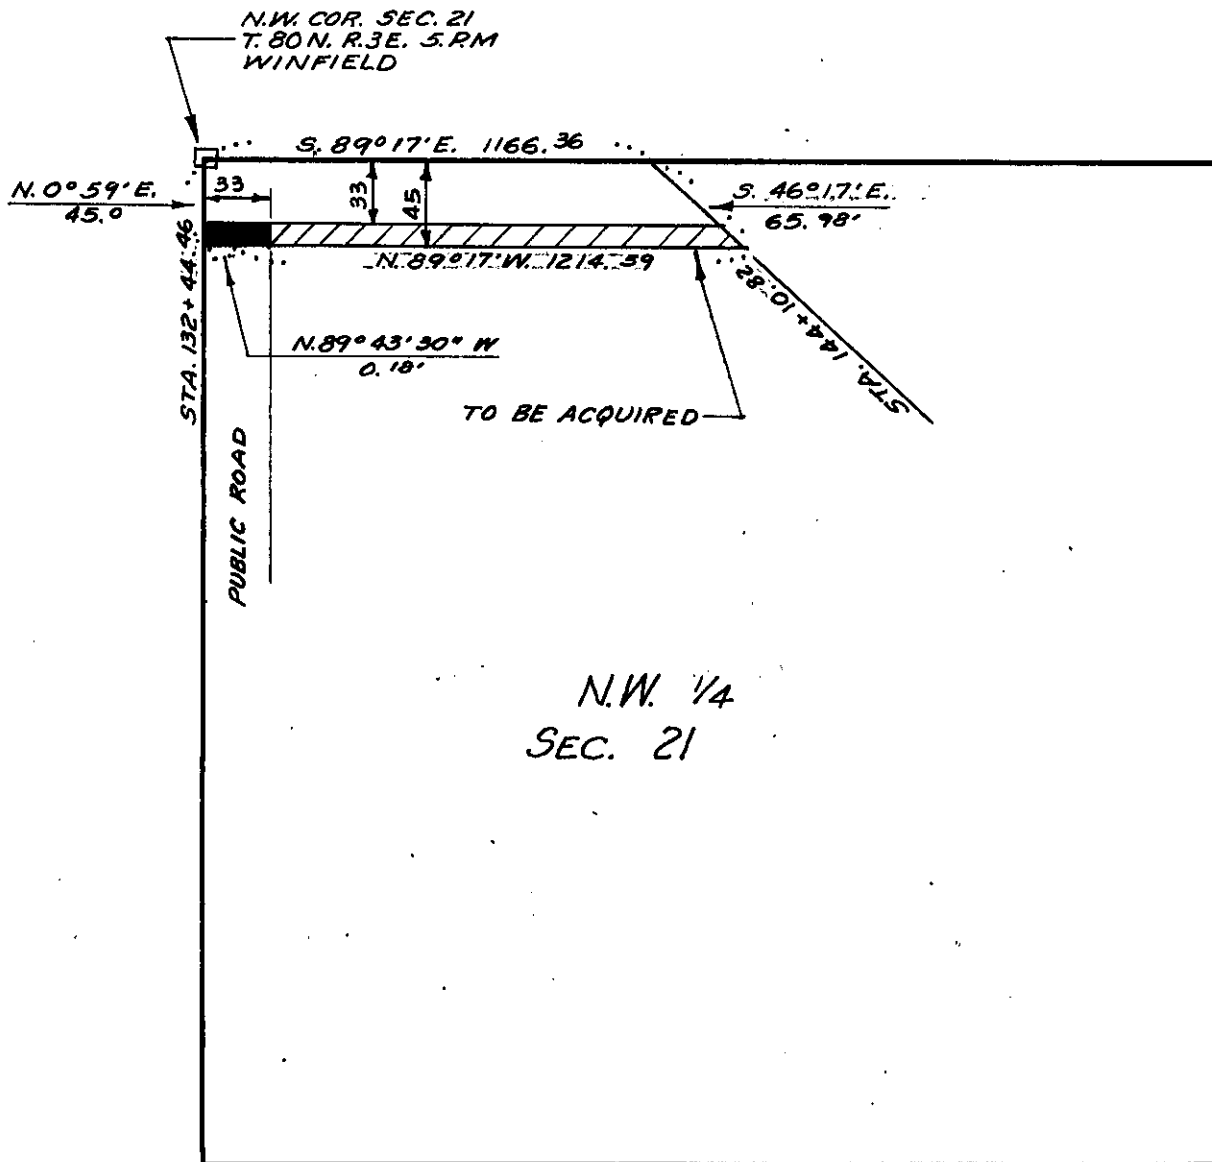 N.W. COR. SEC. 21
T. 80 N. R. 3 E. 5. P.M
WINFIELD
S. 89° 17' E. 1166.36
N. 0° 59' E.
45.0
33
33
45
S. 46° 17' E.
65.98'
STA. 132 + 44.46
N. 89° 17' W. 1214.59
STA. 144 + 10.82
N. 89° 43' 30" W
0.18'
TO BE ACQUIRED
PUBLIC ROAD
N.W. 1/4
SEC. 21